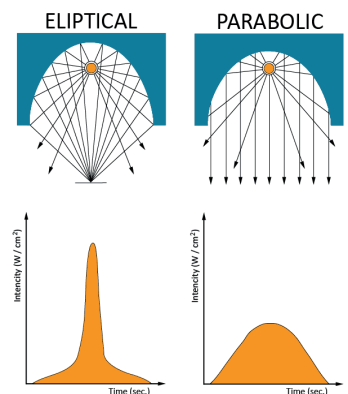 ELIPTICAL
PARABOLIC
Intencity (W / cm²)
Time (sec.)
Intencity (W / cm²)
Time (sec.)